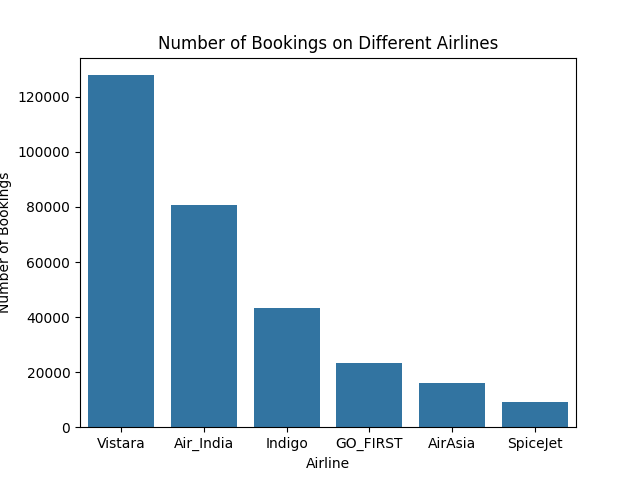 Number of Bookings on Different Airlines
120000
100000
80000
60000
40000
20000
0
Number of Bookings
Vistara Air_India Indigo GO_FIRST AirAsia SpiceJet
Airline